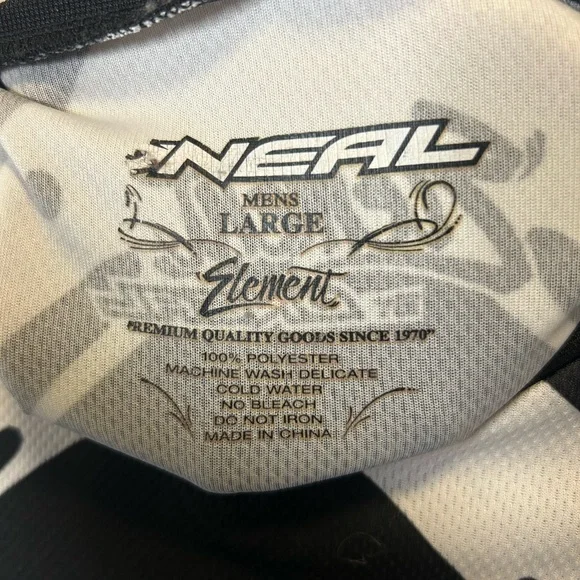 NEAL
MENS
LARGE
Element
PREMIUM QUALITY GOODS SINCE 1970"
100% POLYESTER
MACHINE WASH DELICATE
COLD WATER
NO BLEACH
DO NOT IRON
MADE IN CHINA